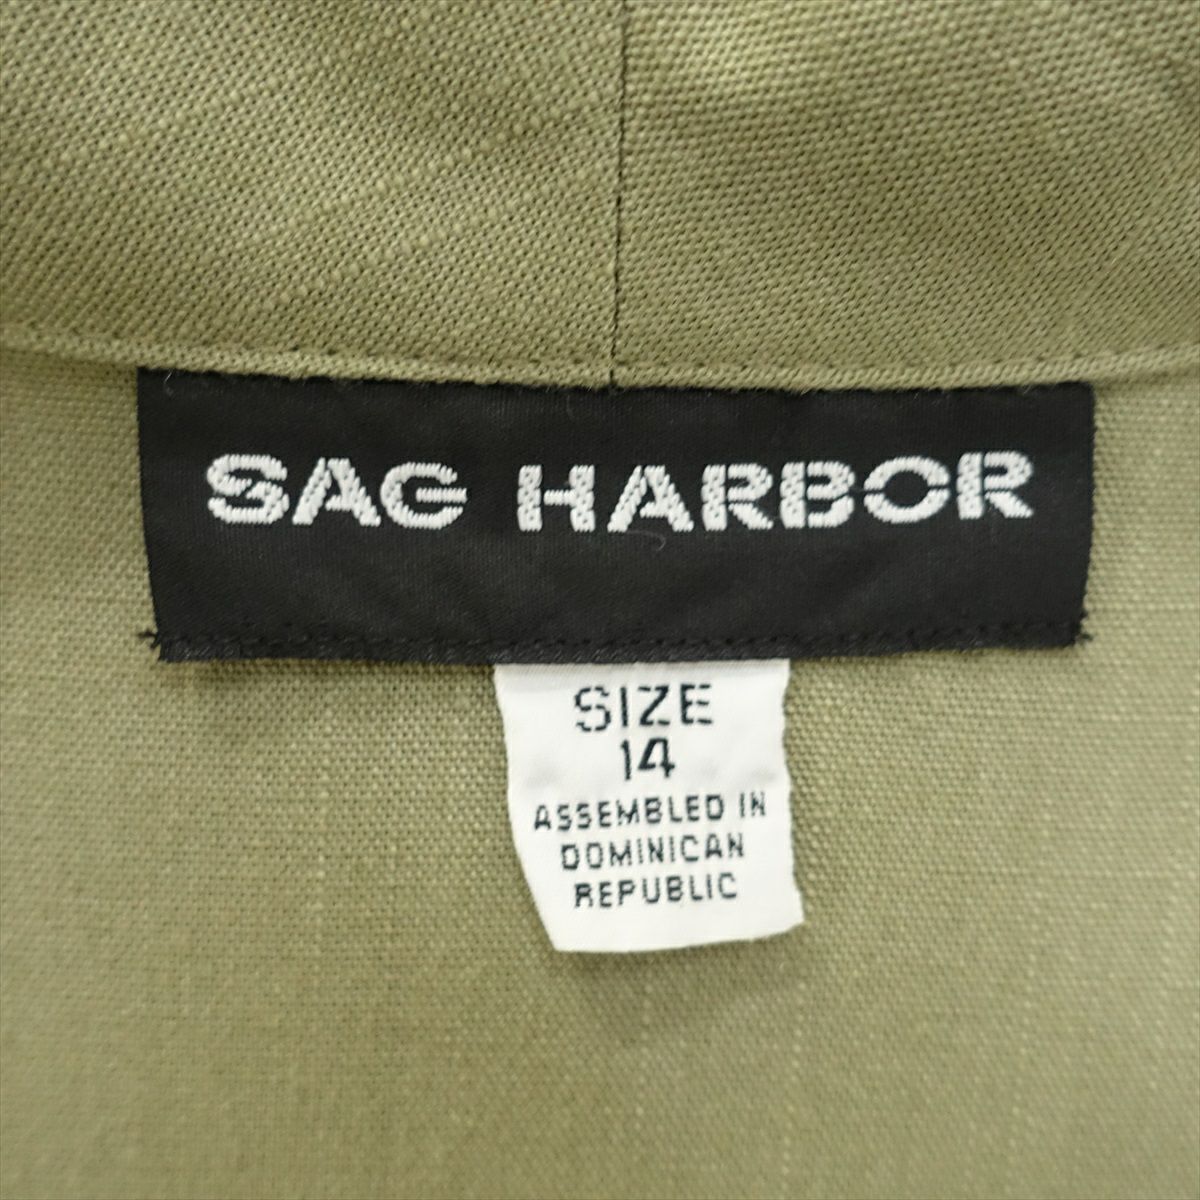 SAG HARBOR
SIZE
14
ASSEMBLED IN
DOMINICAN
REPUBLIC